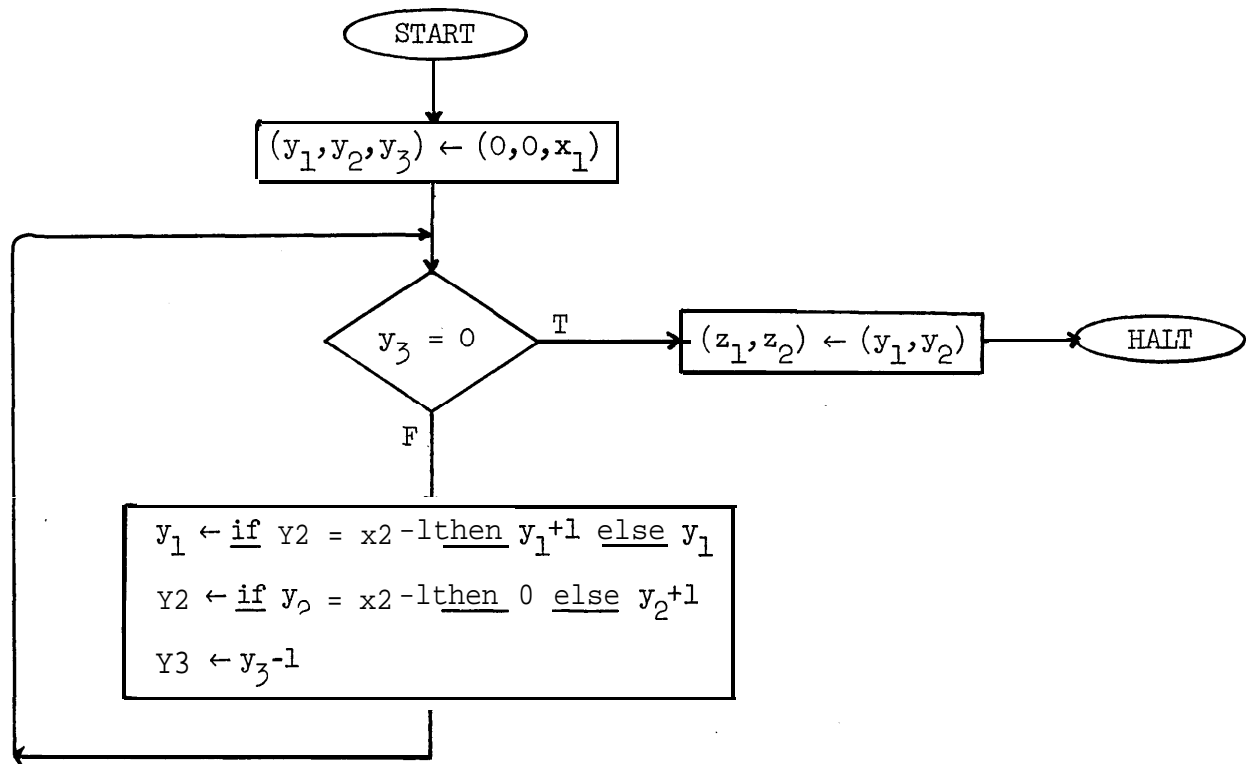 START
(y₁,y₂,y₃) ← (0,0,x₁)
y₃ = 0
T
(z₁,z₂) ← (y₁,y₂)
HALT
F
y₁ ← if Y2 = x2 -1then y₁+1 else y₁
Y2 ← if y₂ = x2 -1then 0 else y₂+1
Y3 ← y₃-1